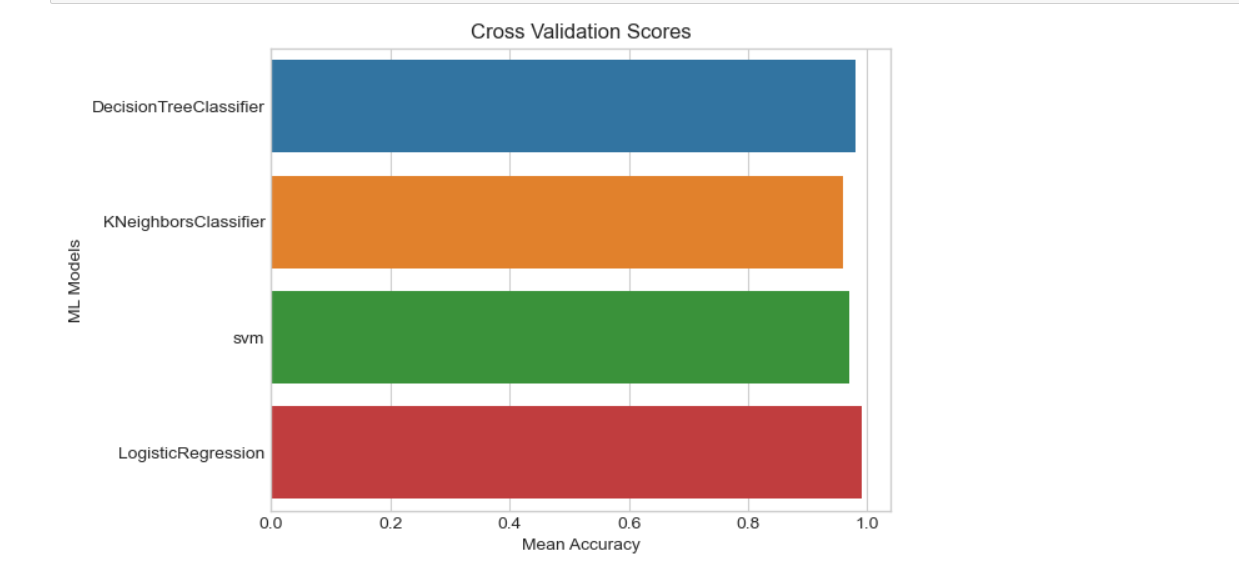 Cross Validation Scores
DecisionTreeClassifier
KNeighborsClassifier
ML Models
svm
LogisticRegression
0.0 0.2 0.4 0.6 0.8 1.0
Mean Accuracy